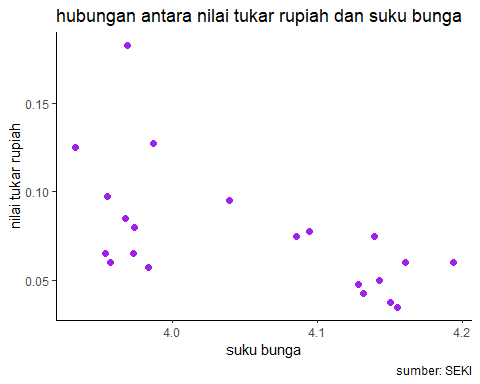 hubungan antara nilai tukar rupiah dan suku bunga
nilai tukar rupiah
0.15
0.10
0.05
4.0
4.1
4.2
suku bunga
sumber: SEKI